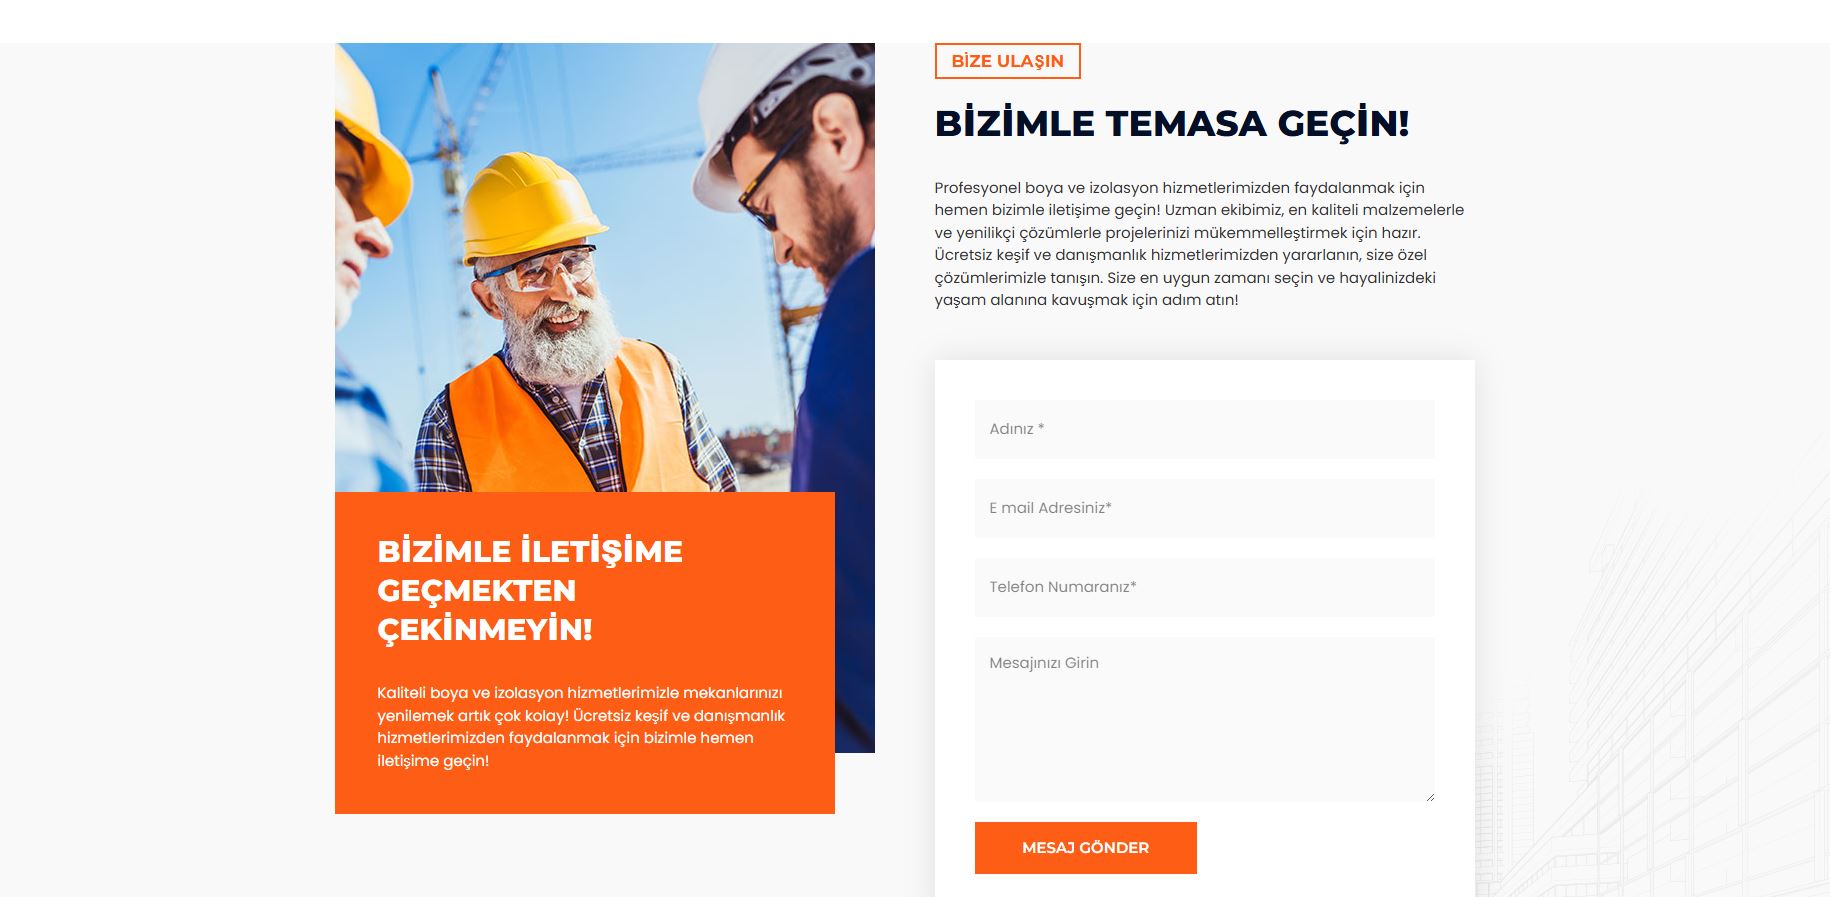 BİZE ULAŞIN
BİZİMLE TEMASA GEÇİN!
Profesyonel boya ve izolasyon hizmetlerimizden faydalanmak için
hemen bizimle iletişime geçin! Uzman ekibimiz, en kaliteli malzemelerle
ve yenilikçi çözümlerle projelerinizi mükemmelleştirmek için hazır.
Ücretsiz keşif ve danışmanlık hizmetlerimizden yararlanın, size özel
çözümlerimizle tanışın. Size en uygun zamanı seçin ve hayalinizdeki
yaşam alanına kavuşmak için adım atın!
Adınız *
E mail Adresiniz*
Telefon Numaranız*
Mesajınızı Girin
MESAJ GÖNDER
BİZİMLE İLETİŞİME
GEÇMEKTEN
ÇEKİNMEYİN!
Kaliteli boya ve izolasyon hizmetlerimizle mekanlarınızı
yenilemek artık çok kolay! Ücretsiz keşif ve danışmanlık
hizmetlerimizden faydalanmak için bizimle hemen
iletişime geçin!